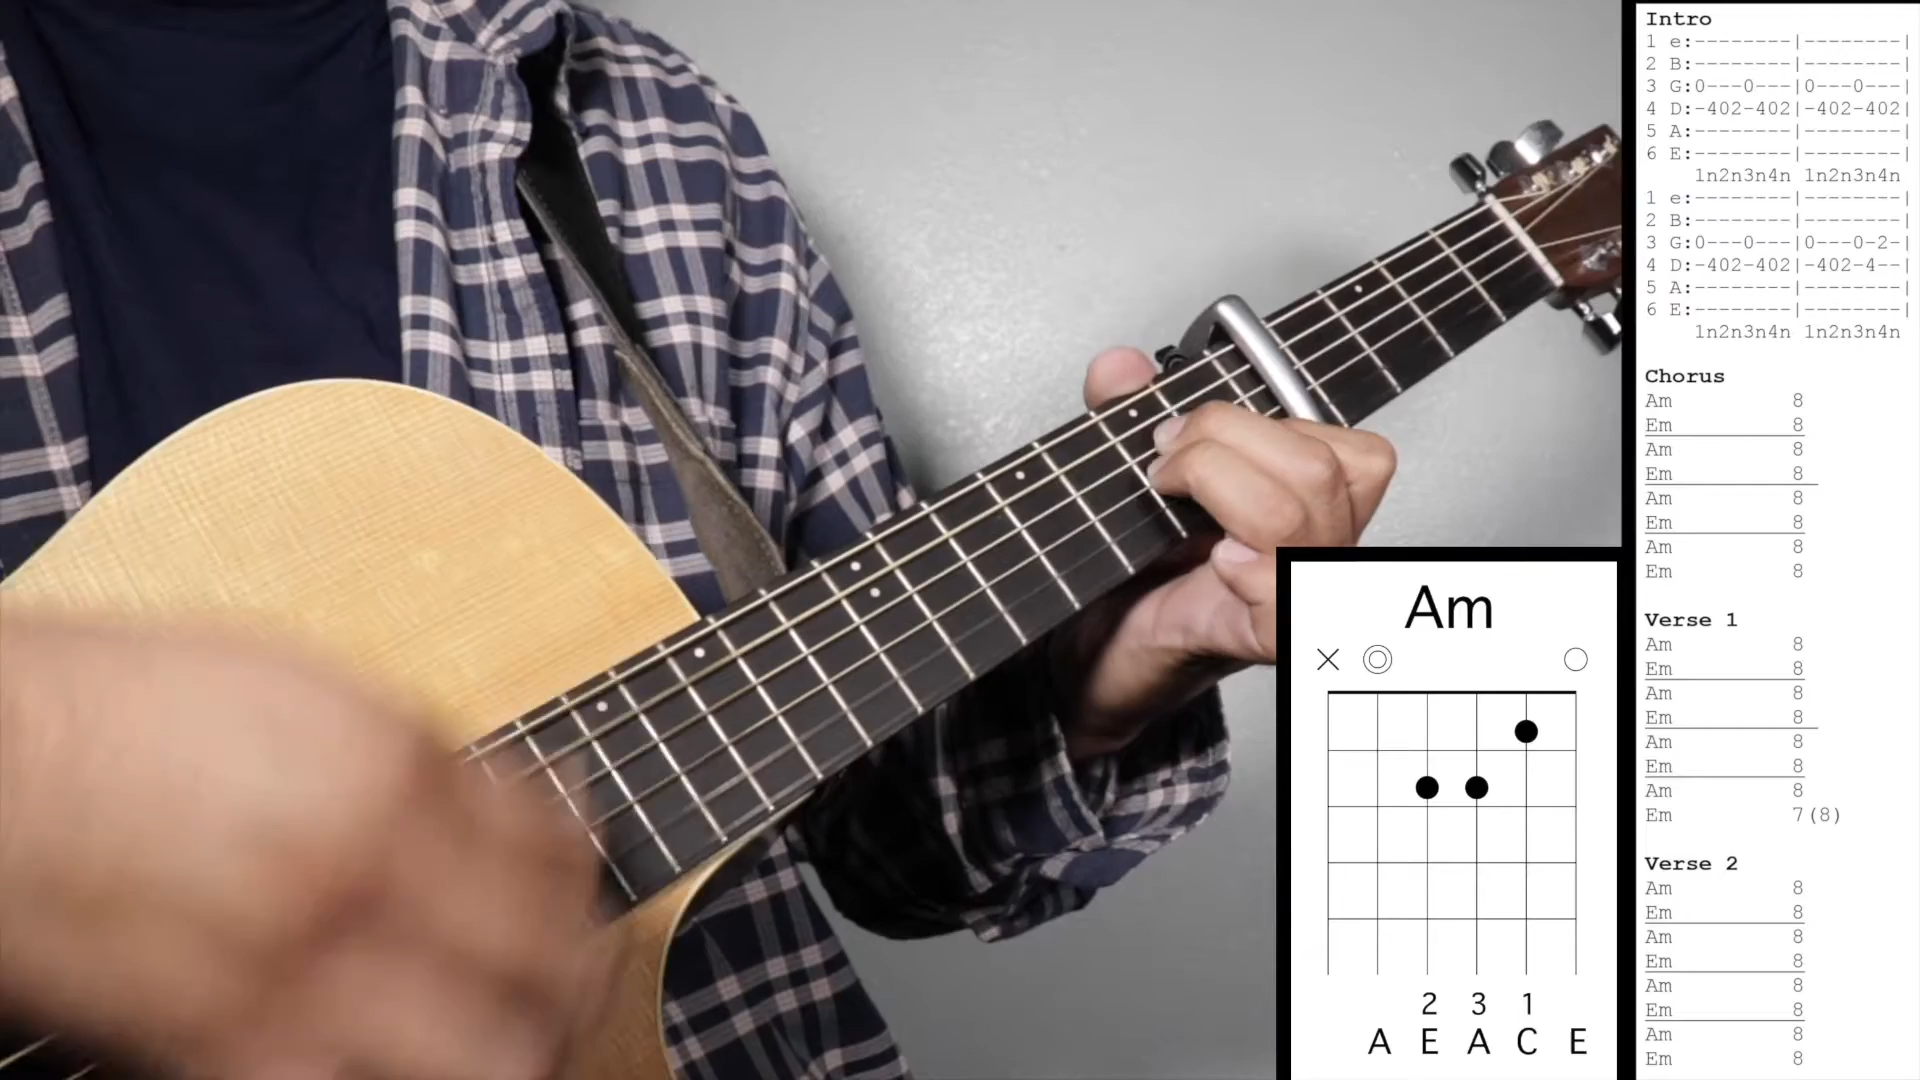 Am
2 3 1
A E A C E
Intro
1 e:--------|--------|
2 B:--------|--------|
3 G:0---0---|0---0---|
4 D:-402-402|-402-402|
5 A:--------|--------|
6 E:--------|--------|
1n2n3n4n 1n2n3n4n
1 e:--------|--------|
2 B:--------|--------|
3 G:0---0---|0---0-2-|
4 D:-402-402|-402-4--|
5 A:--------|--------|
6 E:--------|--------|
1n2n3n4n 1n2n3n4n
Chorus
Am 8
Em 8
Am 8
Em 8
Am 8
Em 8
Am 8
Em 8
Verse 1
Am 8
Em 8
Am 8
Em 8
Am 8
Em 8
Am 8
Em 7(8)
Verse 2
Am 8
Em 8
Am 8
Em 8
Am 8
Em 8
Am 8
Em 8